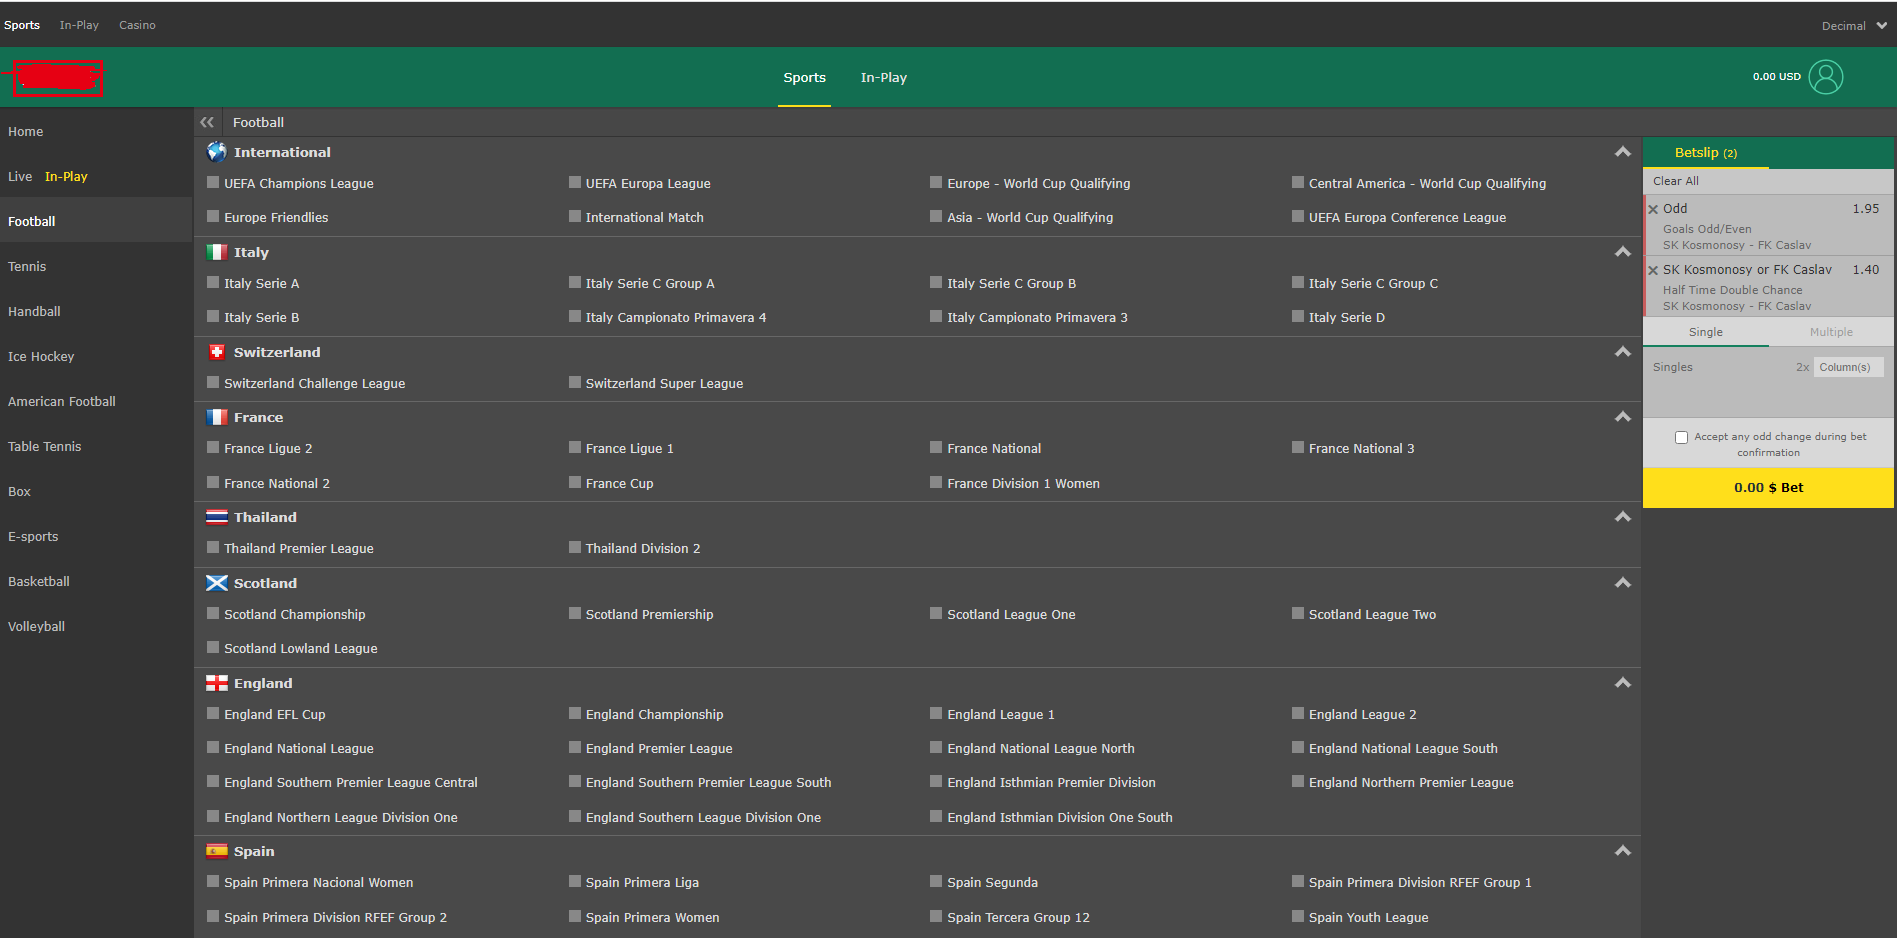 Sports In-Play Casino Decimal
Sports In-Play 0.00 USD
Home
Live In-Play
Football
Tennis
Handball
Ice Hockey
American Football
Table Tennis
Box
E-sports
Basketball
Volleyball
Football
International
UEFA Champions League UEFA Europa League Europe - World Cup Qualifying Central America - World Cup Qualifying
Europe Friendlies International Match Asia - World Cup Qualifying UEFA Europa Conference League
Italy
Italy Serie A Italy Serie C Group A Italy Serie C Group B Italy Serie C Group C
Italy Serie B Italy Campionato Primavera 4 Italy Campionato Primavera 3 Italy Serie D
Switzerland
Switzerland Challenge League Switzerland Super League
France
France Ligue 2 France Ligue 1 France National France National 3
France National 2 France Cup France Division 1 Women
Thailand
Thailand Premier League Thailand Division 2
Scotland
Scotland Championship Scotland Premiership Scotland League One Scotland League Two
Scotland Lowland League
England
England EFL Cup England Championship England League 1 England League 2
England National League England Premier League England National League North England National League South
England Southern Premier League Central England Southern Premier League South England Isthmian Premier Division England Northern Premier League
England Northern League Division One England Southern League Division One England Isthmian Division One South
Spain
Spain Primera Nacional Women Spain Primera Liga Spain Segunda Spain Primera Division RFEF Group 1
Spain Primera Division RFEF Group 2 Spain Primera Women Spain Tercera Group 12 Spain Youth League
Betslip (2)
Clear All
Odd 1.95
Goals Odd/Even
SK Kosmonosy - FK Caslav
SK Kosmonosy or FK Caslav 1.40
Half Time Double Chance
SK Kosmonosy - FK Caslav
Single Multiple
Singles 2x Column(s)
Accept any odd change during bet
confirmation
0.00 $ Bet